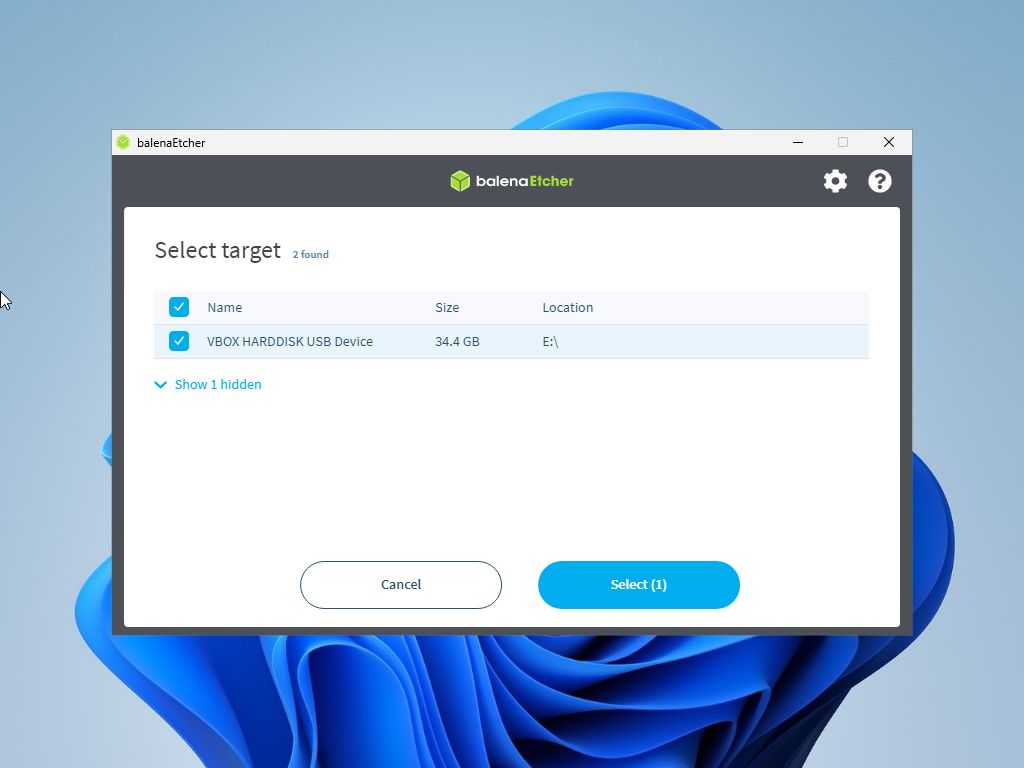 balenaEtcher
balenaEtcher
Select target 2 found
Name Size Location
VBOX HARDDISK USB Device 34.4 GB E:\
Show 1 hidden
Cancel Select (1)